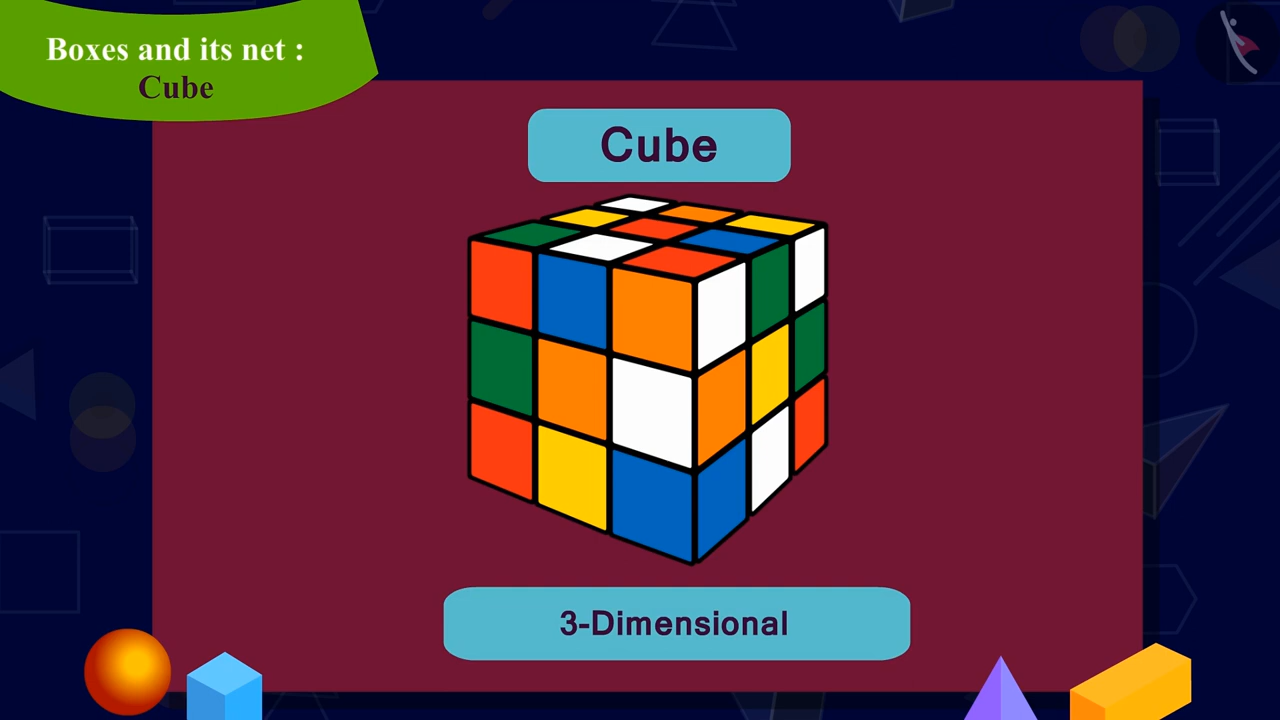 Boxes and its net :
Cube
Cube
3-Dimensional